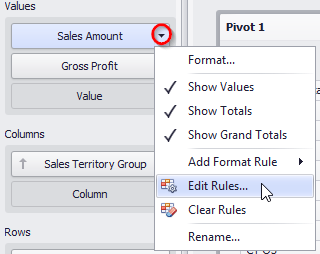 Values
Sales Amount
Gross Profit
Value
Columns
Sales Territory Group
Column
Rows
Pivot 1
Format...
Show Values
Show Totals
Show Grand Totals
Add Format Rule
Edit Rules...
Clear Rules
Rename...